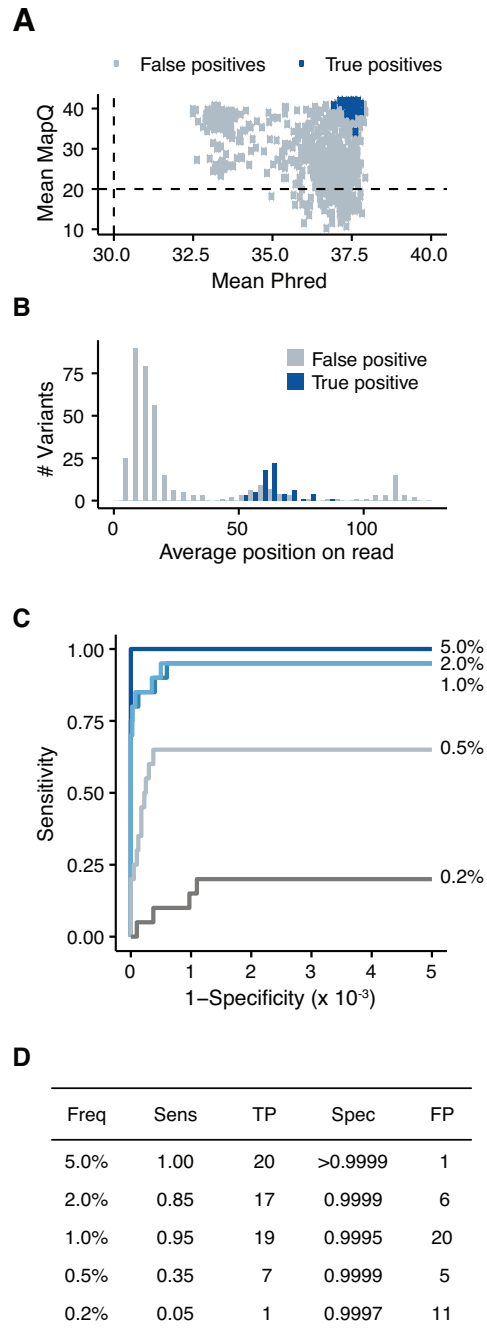 A
False positives True positives
Mean MapQ
40
30
20
10
30.0 32.5 35.0 37.5 40.0
Mean Phred
B
# Variants
False positive
True positive
75
50
25
0
0 50 100
Average position on read
C
Sensitivity
1.00
0.75
0.50
0.25
0.00
5.0%
2.0%
1.0%
0.5%
0.2%
0 1 2 3 4 5
1−Specificity (x 10⁻³)
D
Freq Sens TP Spec FP
5.0% 1.00 20 >0.9999 1
2.0% 0.85 17 0.9999 6
1.0% 0.95 19 0.9995 20
0.5% 0.35 7 0.9999 5
0.2% 0.05 1 0.9997 11